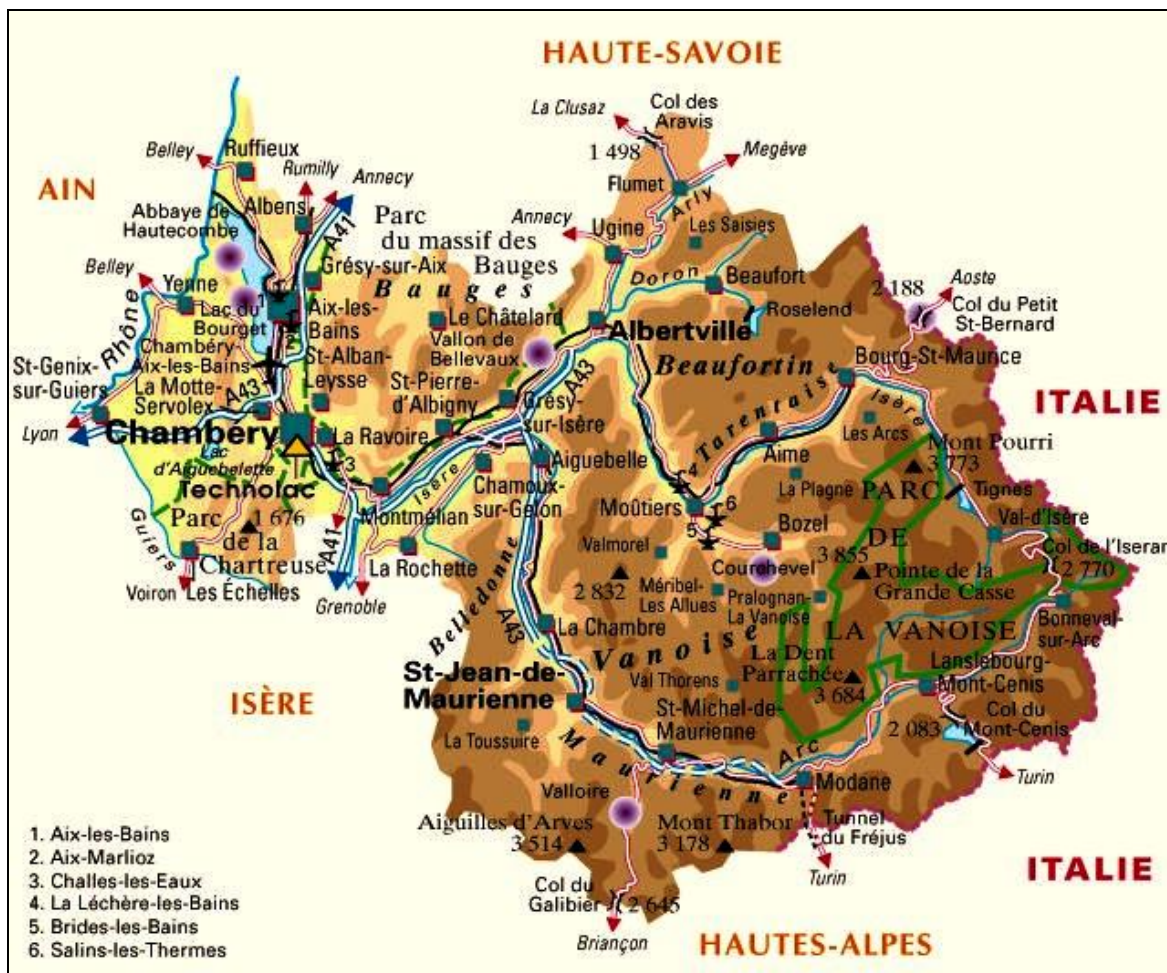 HAUTE-SAVOIE
La Clusaz
Col des
Aravis
1 498
Megève
Belley
Ruffieux
Rumilly
Annecy
Flumet
Arly
AIN
Abbaye de
Hautecombe
Albens
A41
Parc
du massif des
Bauges
Annecy
Ugine
Les Saisies
Belley
Grésy-sur-Aix
Bauges
Doron
Beaufort
Aoste
2 188
Yenne
Rhône
Lac du
Bourget
1
2
Aix-les-
Bains
Le Châtelard
Vallon de
Bellevaux
Albertville
Roselend
Col du Petit
St-Bernard
Chambéry-
Aix-les-Bains
St-Alban-
Leysse
Beaufortin
Bourg-St-Maurice
St-Genix-
sur-Guiers
La Motte-
Servolex
A43
St-Pierre-
d'Albigny
A43
Grésy-
sur-Isère
Tarentaise
Isère
ITALIE
Lyon
Chambéry
La Ravoire
Les Arcs
Mont Pourri
3 773
Lac
d'Aiguebelette
3
Isère
Aiguebelle
Aime
La Plagne
Technolac
Montmélian
Chamoux-
sur-Gelon
4
Moûtiers
5
6
Bozel
PARC
Tignes
Val-d'Isère
Guiers
Parc
de la
Chartreuse
1 676
A41
La Rochette
Valmorel
Courchevel
DE
3 855
Pointe de la
Grande Casse
Col de l'Iseran
2 770
Voiron
Les Échelles
Grenoble
Belledonne
A43
2 832
Méribel-
Les Allues
Pralognan-
La Vanoise
Bonneval-
sur-Arc
La Chambre
Vanoise
LA VANOISE
St-Jean-de-
Maurienne
La Dent
Parrachée
3 684
Val Thorens
Lanslebourg-
Mont-Cenis
ISÈRE
St-Michel-de-
Maurienne
2 083
Col du
Mont-Cenis
La Toussuire
Maurienne
Arc
Modane
Turin
Valloire
Aiguilles d'Arves
3 514
Mont Thabor
3 178
Tunnel
du Fréjus
Turin
ITALIE
Col du
Galibier
2 645
Briançon
HAUTES-ALPES
1. Aix-les-Bains
2. Aix-Marlioz
3. Challes-les-Eaux
4. La Léchère-les-Bains
5. Brides-les-Bains
6. Salins-les-Thermes